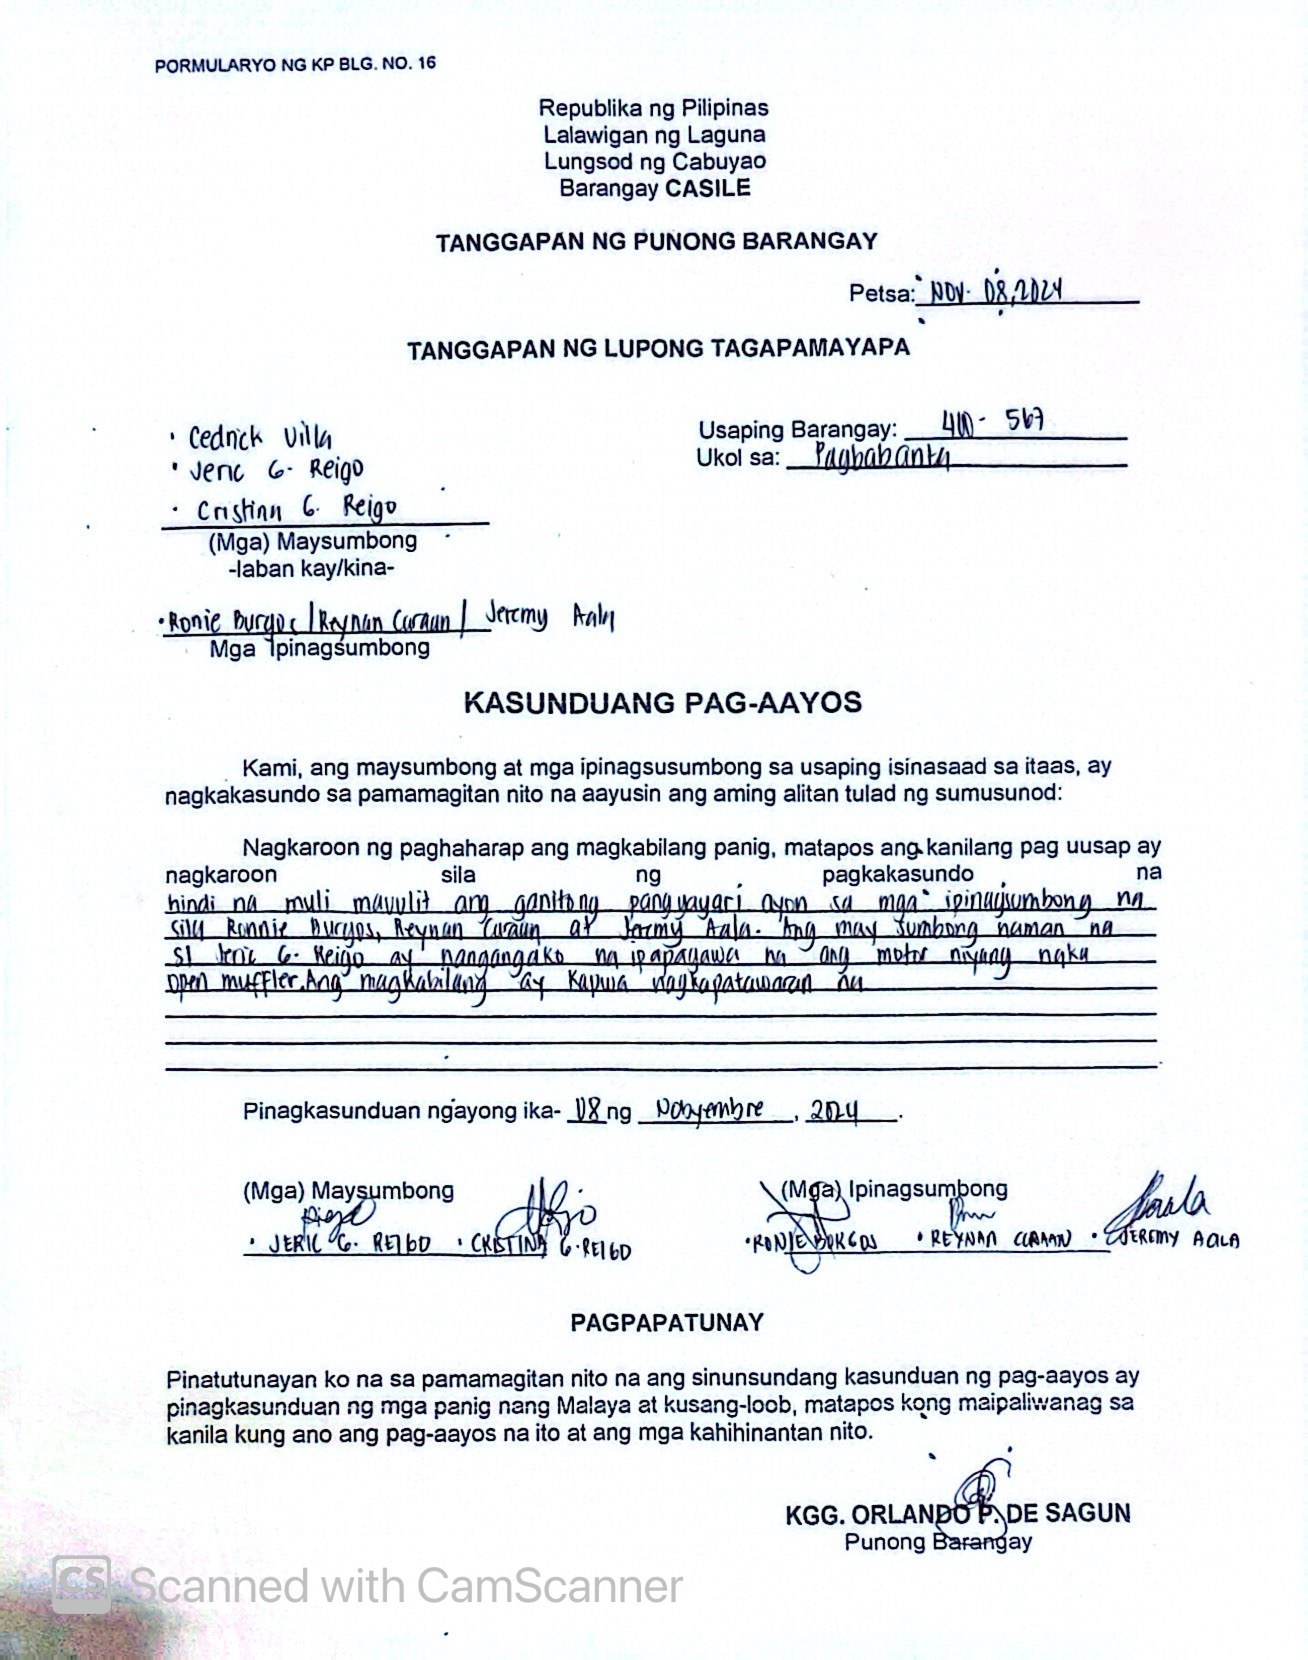 PORMULARYO NG KP BLG. NO. 16
Republika ng Pilipinas
Lalawigan ng Laguna
Lungsod ng Cabuyao
Barangay CASILE
TANGGAPAN NG PUNONG BARANGAY
Petsa: NOV. 08, 2024
TANGGAPAN NG LUPONG TAGAPAMAYAPA
• Cedrick Villa
• Jeric G. Reigo
• Cristina G. Reigo
(Mga) Maysumbong
-laban kay/kina-
Usaping Barangay: 400-567
Ukol sa: Pagbabanta
• Ronie Burgos / Reynan Curaan / Jeremy Aala
Mga Ipinagsumbong
KASUNDUANG PAG-AAYOS
Kami, ang maysumbong at mga ipinagsusumbong sa usaping isinasaad sa itaas, ay
nagkakasundo sa pamamagitan nito na aayusin ang aming alitan tulad ng sumusunod:
Nagkaroon ng paghaharap ang magkabilang panig, matapos ang kanilang pag uusap ay
nagkaroon sila ng pagkakasundo na
hindi na muli mauulit ang ganitong pangyayari ayon sa mga ipinagsumbong na
sila Ronnie Burgos, Reynan Curaan at Jeremy Aala. Ang may sumbong naman na
si Jeric G. Reigo ay nangangako na ipapagawa na ang motor niyang naka
open muffler. Ang magkabilang ay kapwa nagkapatawaran na
Pinagkasunduan ngayong ika- 08 ng Nobyembre, 2024.
(Mga) Maysumbong
(Mga) Ipinagsumbong
• JERIC G. REIGO • CRISTINA G. REIGO
• RONIE BURGOS • REYNAN CURAAN • JEREMY AALA
PAGPAPATUNAY
Pinatutunayan ko na sa pamamagitan nito na ang sinunsundang kasunduan ng pag-aayos ay
pinagkasunduan ng mga panig nang Malaya at kusang-loob, matapos kong maipaliwanag sa
kanila kung ano ang pag-aayos na ito at ang mga kahihinantan nito.
KGG. ORLANDO P. DE SAGUN
Punong Barangay
CS Scanned with CamScanner